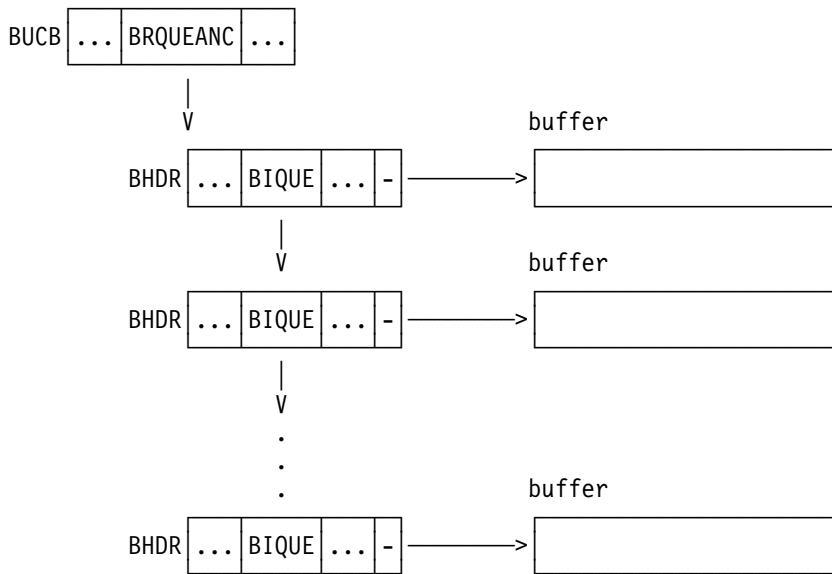 BUCB ... BRQUEANC ...
V
buffer
BHDR ... BIQUE ... - >
V
buffer
BHDR ... BIQUE ... - >
V
.
.
.
buffer
BHDR ... BIQUE ... - >